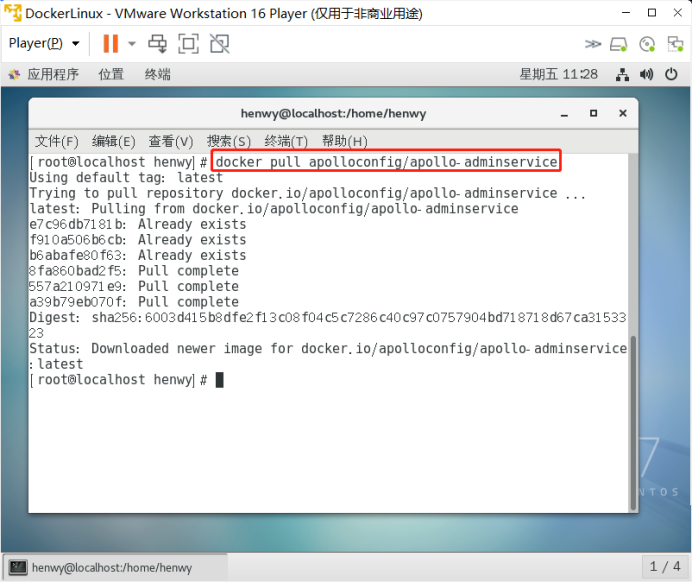 DockerLinux - VMware Workstation 16 Player (仅用于非商业用途)
Player(P)
应用程序 位置 终端 星期五 11:28
henwy@localhost:/home/henwy
文件(F) 编辑(E) 查看(V) 搜索(S) 终端(T) 帮助(H)
[root@localhost henwy]# docker pull apolloconfig/apollo-adminservice
Using default tag: latest
Trying to pull repository docker.io/apolloconfig/apollo-adminservice ...
latest: Pulling from docker.io/apolloconfig/apollo-adminservice
e7c96db7181b: Already exists
f910a506b6cb: Already exists
b6abafe80f63: Already exists
8fa860bad2f5: Pull complete
557a210971e9: Pull complete
a39b79eb070f: Pull complete
Digest: sha256:6003d415b8dfe2f13c08f04c5c7286c40c97c0757904bd718718d67ca31533
23
Status: Downloaded newer image for docker.io/apolloconfig/apollo-adminservice
:latest
[root@localhost henwy]#
7
NTOS
henwy@localhost:/home/henwy
1 / 4